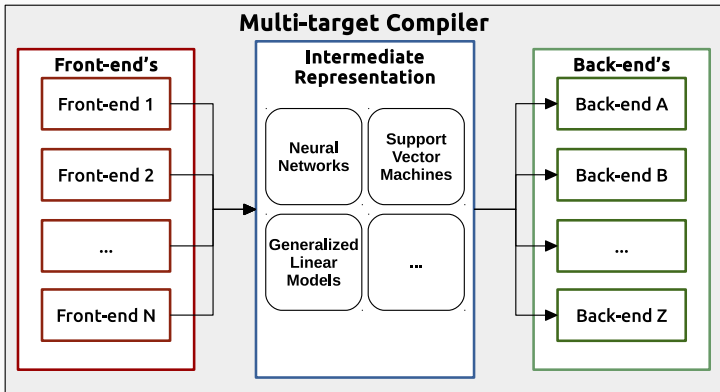 Multi-target Compiler
Front-end's
Front-end 1
Front-end 2
...
Front-end N
Intermediate
Representation
Neural
Networks
Support
Vector
Machines
Generalized
Linear
Models
...
Back-end's
Back-end A
Back-end B
...
Back-end Z